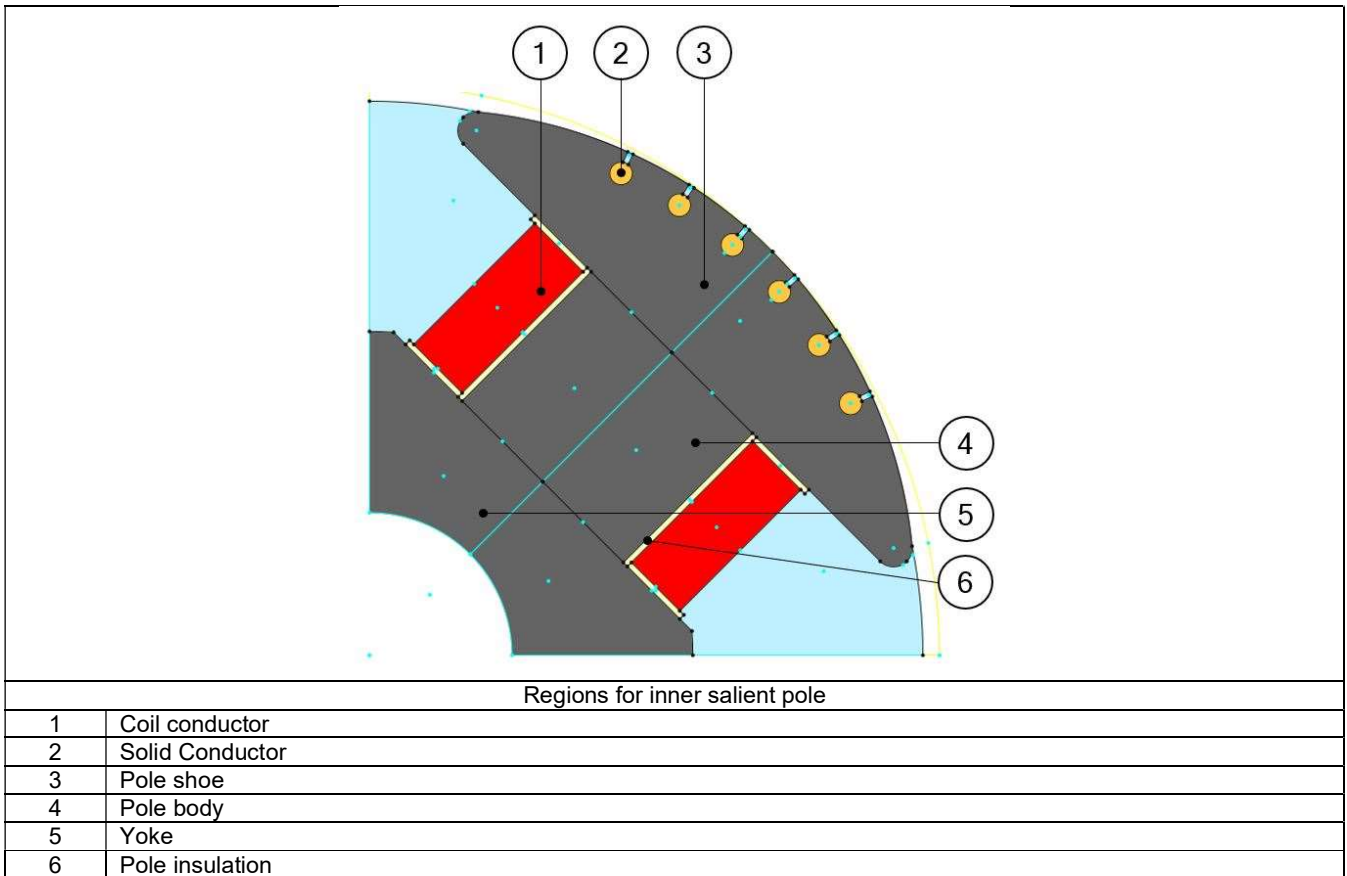 1 2 3
4
5
6
Regions for inner salient pole
1 Coil conductor
2 Solid Conductor
3 Pole shoe
4 Pole body
5 Yoke
6 Pole insulation